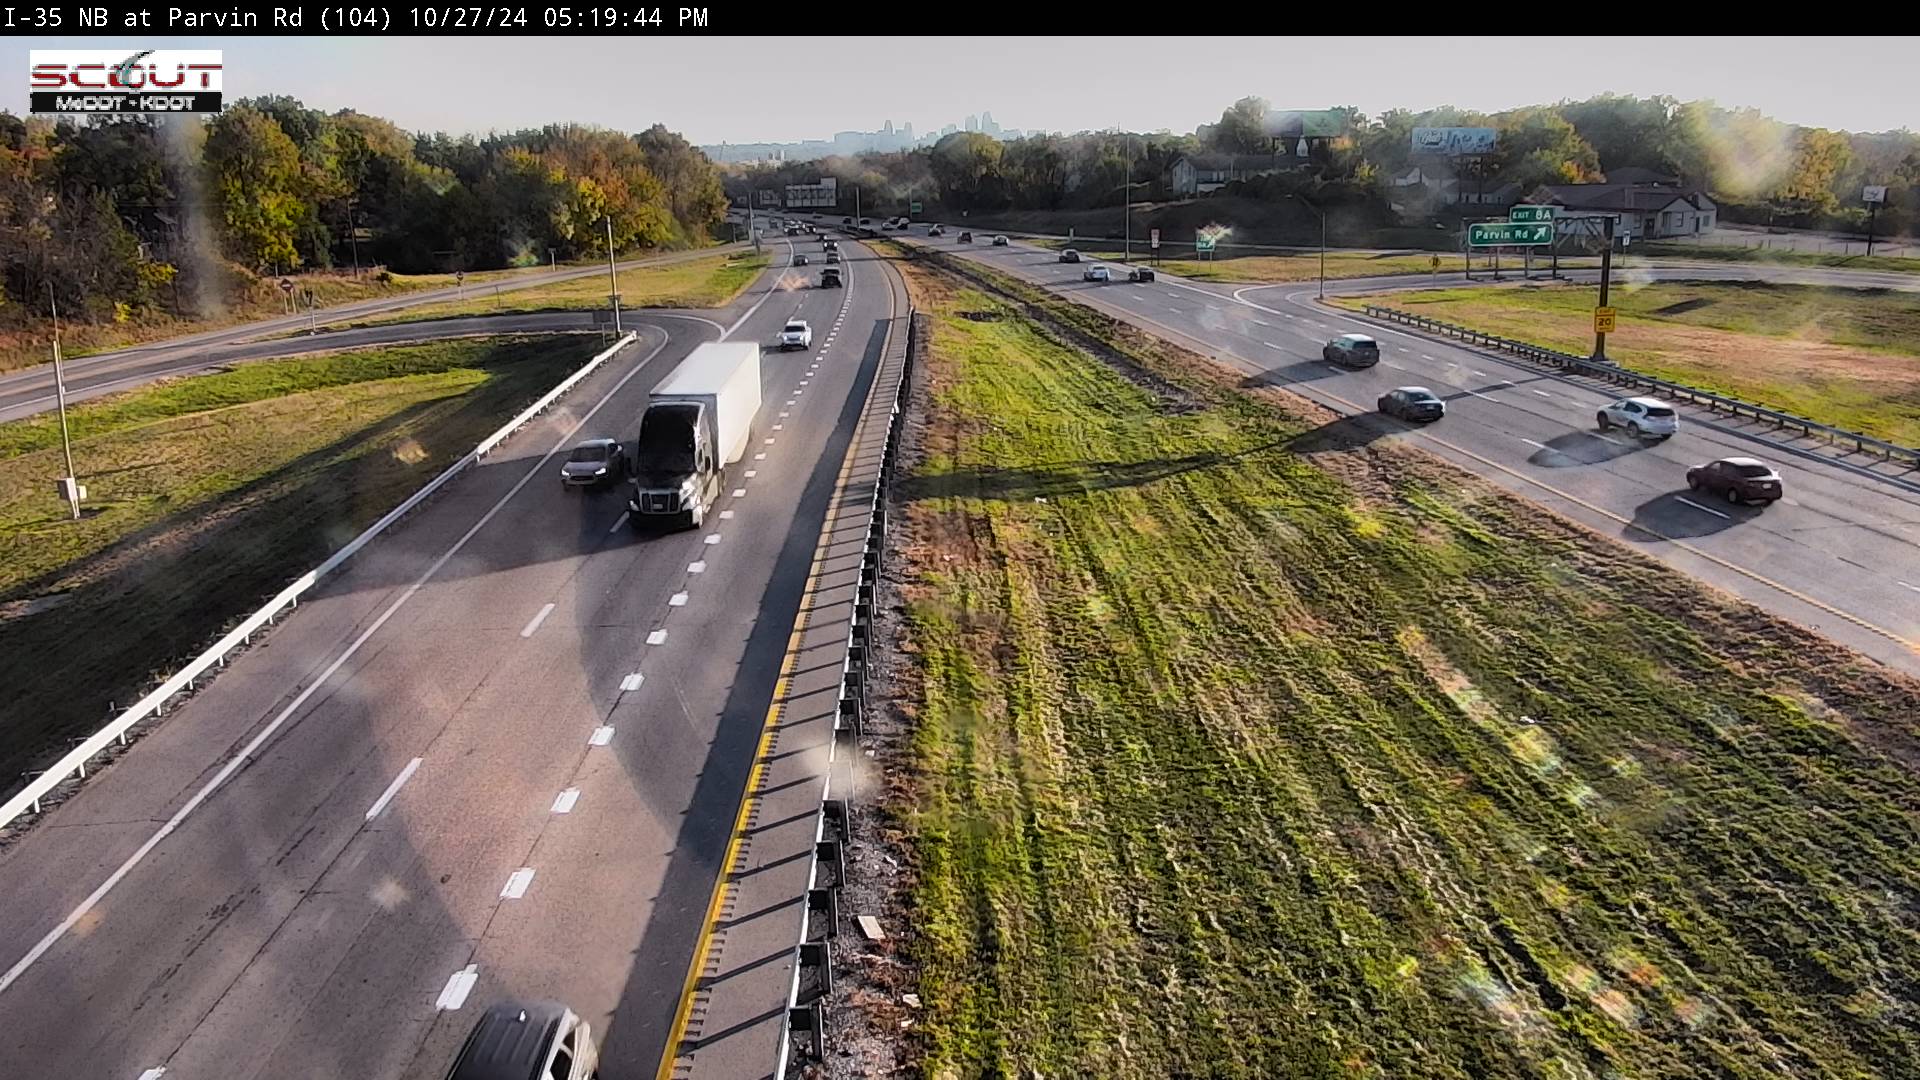 I-35 NB at Parvin Rd (104) 10/27/24 05:19:44 PM
SCOUT
MoDOT - KDOT
EXIT 8A
Parvin Rd
20